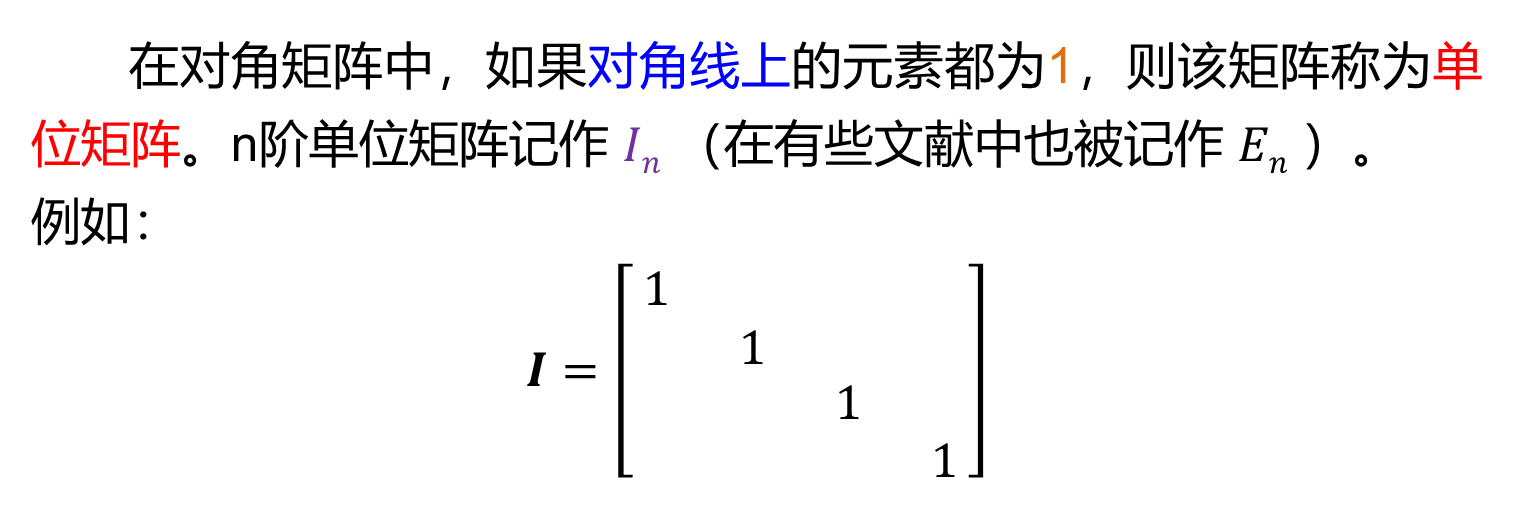 在对角矩阵中，如果对角线上的元素都为1，则该矩阵称为单
位矩阵。n阶单位矩阵记作 Iₙ （在有些文献中也被记作 Eₙ ）。
例如：
1
1
I =
1
1